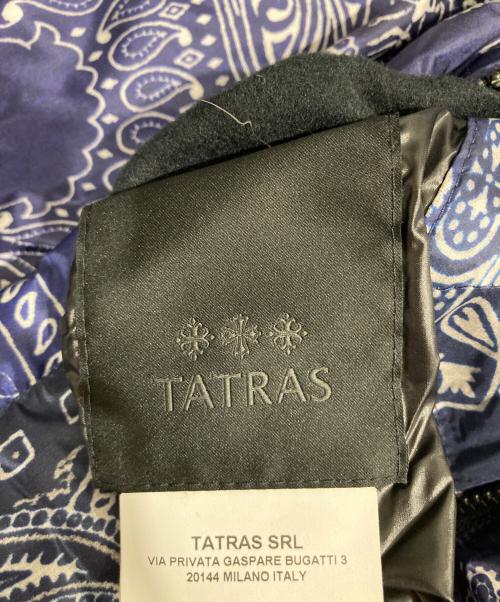 TATRAS
TATRAS SRL
VIA PRIVATA GASPARE BUGATTI 3
20144 MILANO ITALY